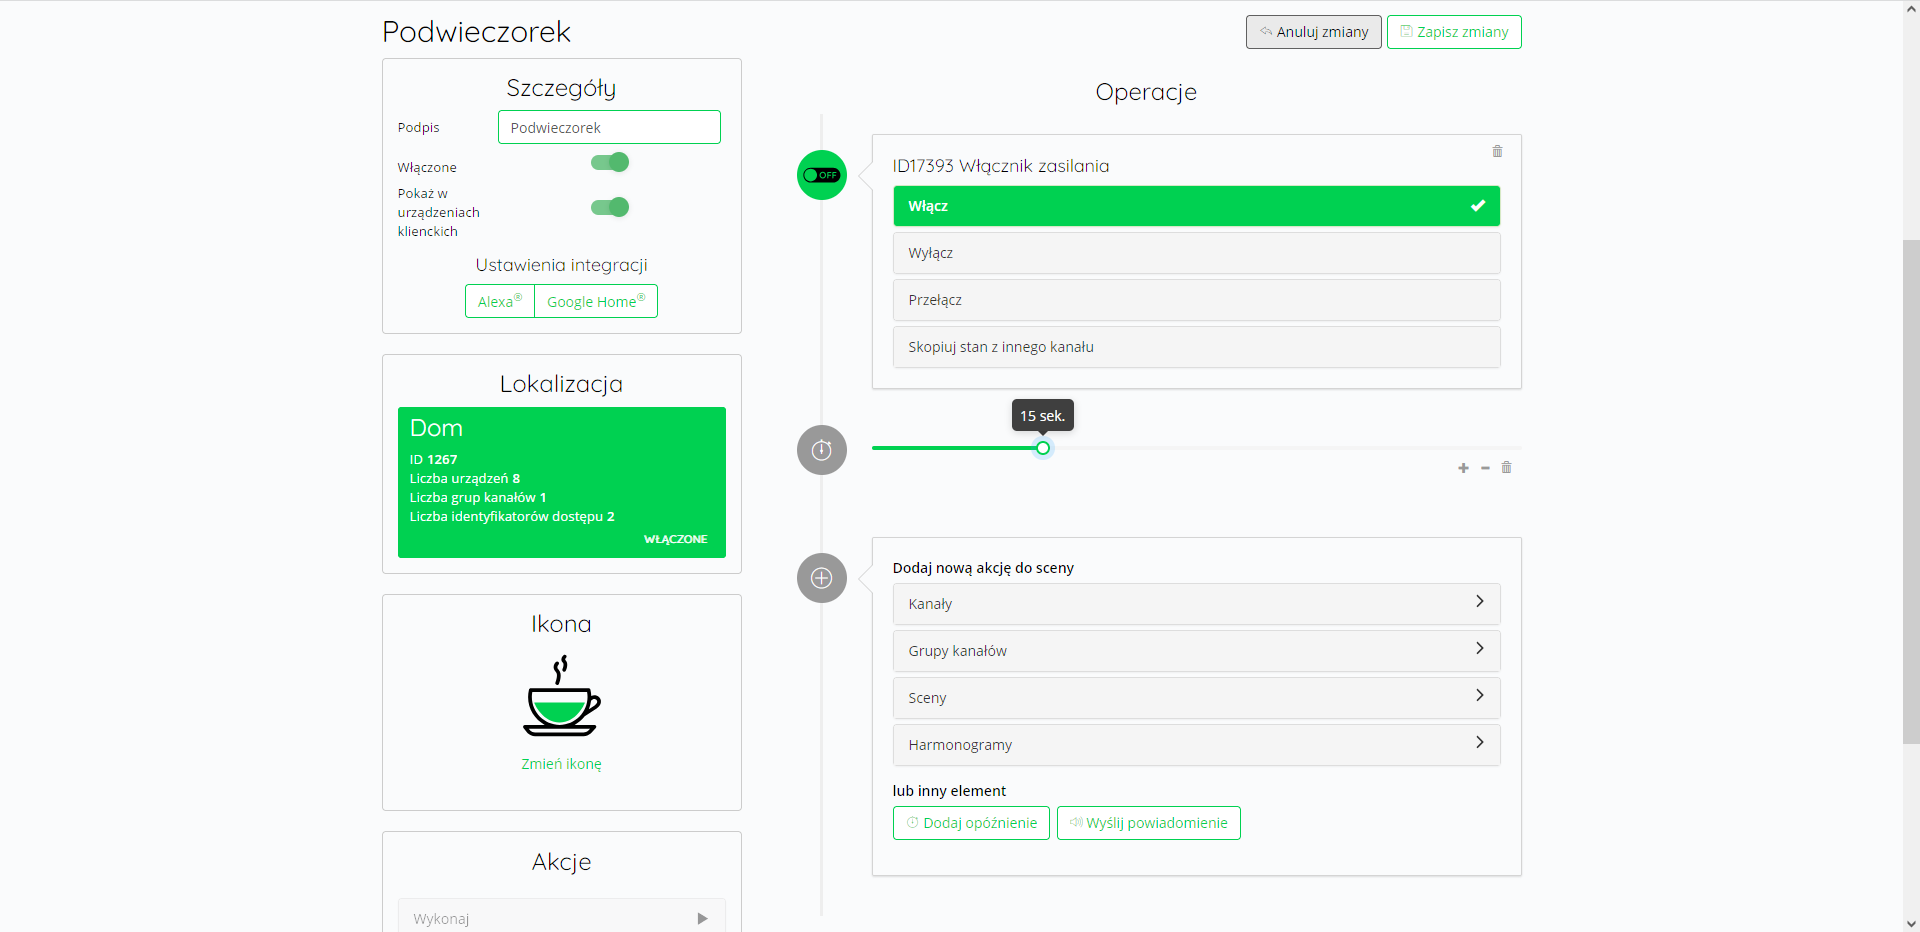 Podwieczorek
Anuluj zmiany
Zapisz zmiany
Szczegóły
Podpis
Podwieczorek
Włączone
Pokaż w
urządzeniach
klienckich
Ustawienia integracji
Alexa®
Google Home®
Lokalizacja
Dom
ID 1267
Liczba urządzeń 8
Liczba grup kanałów 1
Liczba identyfikatorów dostępu 2
WŁĄCZONE
Ikona
Zmień ikonę
Akcje
Wykonaj
Operacje
OFF
ID17393 Włącznik zasilania
Włącz
Wyłącz
Przełącz
Skopiuj stan z innego kanału
15 sek.
Dodaj nową akcję do sceny
Kanały
Grupy kanałów
Sceny
Harmonogramy
lub inny element
Dodaj opóźnienie
Wyślij powiadomienie